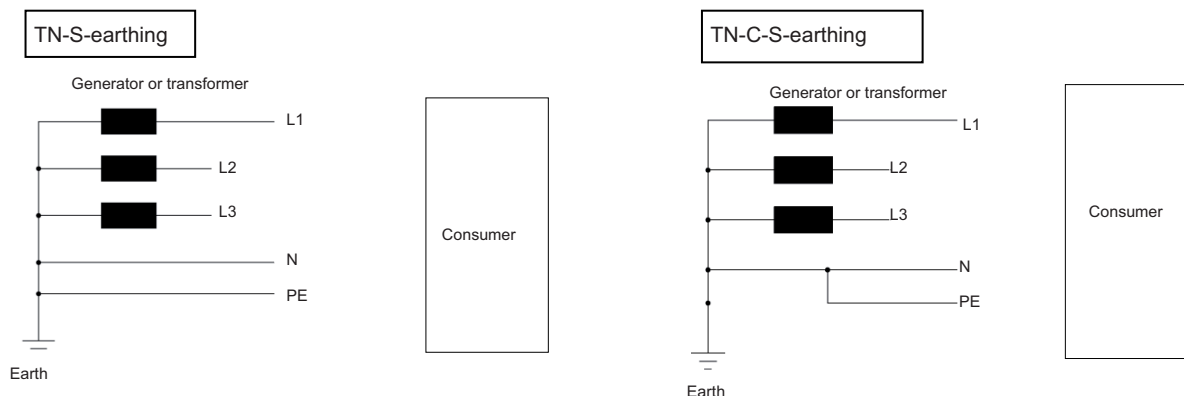 TN-S-earthing
Generator or transformer
L1
L2
L3
N
PE
Earth
Consumer
TN-C-S-earthing
Generator or transformer
L1
L2
L3
N
PE
Earth
Consumer